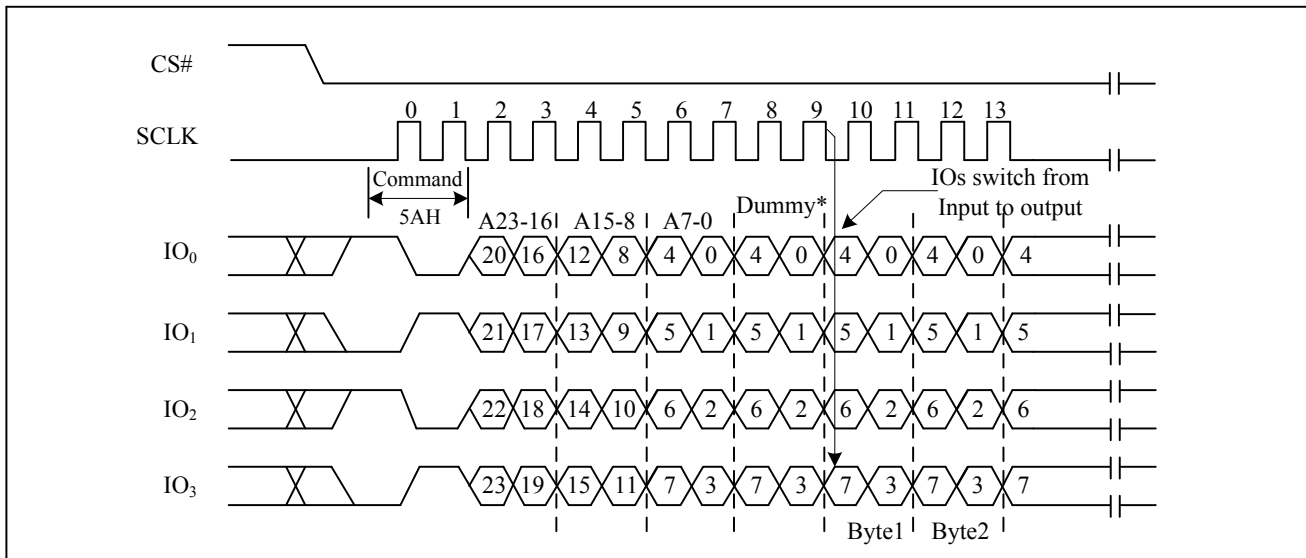 CS#
0 1 2 3 4 5 6 7 8 9 10 11 12 13
SCLK
Command
5AH
IOs switch from
Input to output
A23-16 A15-8 A7-0 Dummy*
IO0 20 16 12 8 4 0 4 0 4 0 4 0 4
IO1 21 17 13 9 5 1 5 1 5 1 5 1 5
IO2 22 18 14 10 6 2 6 2 6 2 6 2 6
IO3 23 19 15 11 7 3 7 3 7 3 7 3 7
Byte1 Byte2